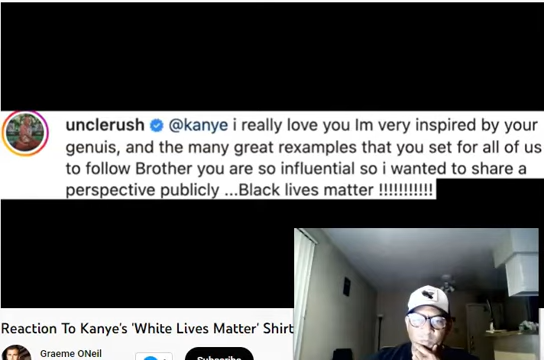 unclerush @kanye i really love you Im very inspired by your
genuis, and the many great rexamples that you set for all of us
to follow Brother you are so influential so i wanted to share a
perspective publicly ...Black lives matter !!!!!!!!!!!
Reaction To Kanye's 'White Lives Matter' Shirt
Graeme ONeil
Subscribe